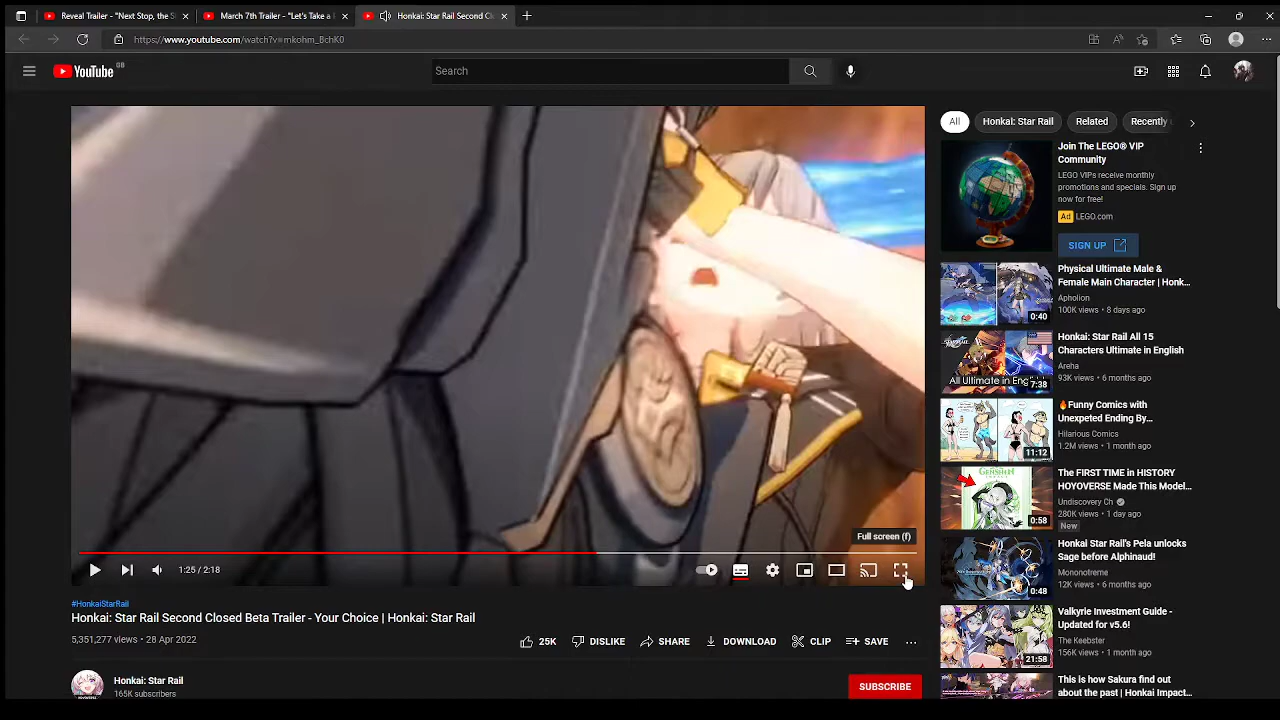 Reveal Trailer - "Next Stop, the S
March 7th Trailer - "Let's Take a
Honkai: Star Rail Second Cl
https://www.youtube.com/watch?v=mkohm_BchK0
YouTube GB
Search
Full screen (f)
1:25 / 2:18
#HonkaiStarRail
Honkai: Star Rail Second Closed Beta Trailer - Your Choice | Honkai: Star Rail
5,351,277 views • 28 Apr 2022
25K
DISLIKE
SHARE
DOWNLOAD
CLIP
SAVE
Honkai: Star Rail
165K subscribers
SUBSCRIBE
All
Honkai: Star Rail
Related
Recently
Join The LEGO® VIP
Community
LEGO VIPs receive monthly
promotions and specials. Sign up
now for free!
Ad LEGO.com
SIGN UP
Physical Ultimate Male &
Female Main Character | Honk...
Apholion
100K views • 8 days ago
0:40
Honkai: Star Rail All 15
Characters Ultimate in English
Areha
93K views • 6 months ago
All Ultimate in Eng
7:38
🔥Funny Comics with
Unexpeted Ending By...
Hilarious Comics
1.2M views • 1 month ago
11:12
The FIRST TIME in HISTORY
HOYOVERSE Made This Model...
Undiscovery Ch
280K views • 1 day ago
New
GENSHIN
0:58
Honkai Star Rail's Pela unlocks
Sage before Alphinaud!
Mononotreme
12K views • 6 months ago
0:48
Valkyrie Investment Guide -
Updated for v5.6!
The Keebster
156K views • 1 month ago
21:58
This is how Sakura find out
about the past | Honkai Impact...